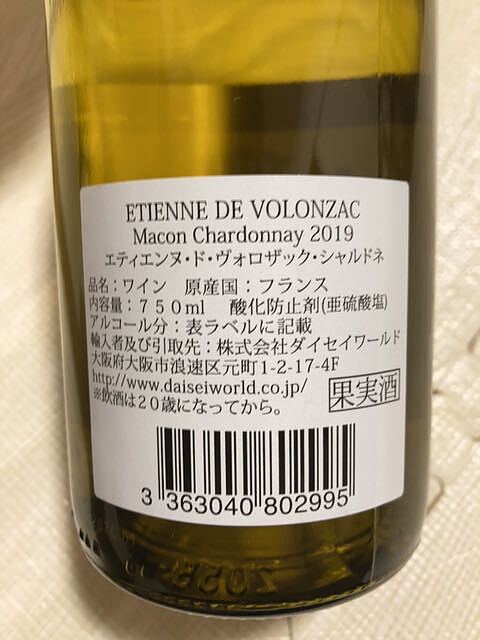 ETIENNE DE VOLONZAC
Macon Chardonnay 2019
エティエンヌ・ド・ヴォロザック・シャルドネ
品名：ワイン　原産国：フランス
内容量：７５０ml　酸化防止剤(亜硫酸塩)
アルコール分：表ラベルに記載
輸入者及び引取先：株式会社ダイセイワールド
大阪府大阪市浪速区元町1-2-17-4F
http://www.daiseiworld.co.jp/
※飲酒は２０歳になってから。
果実酒
3 363040 802995